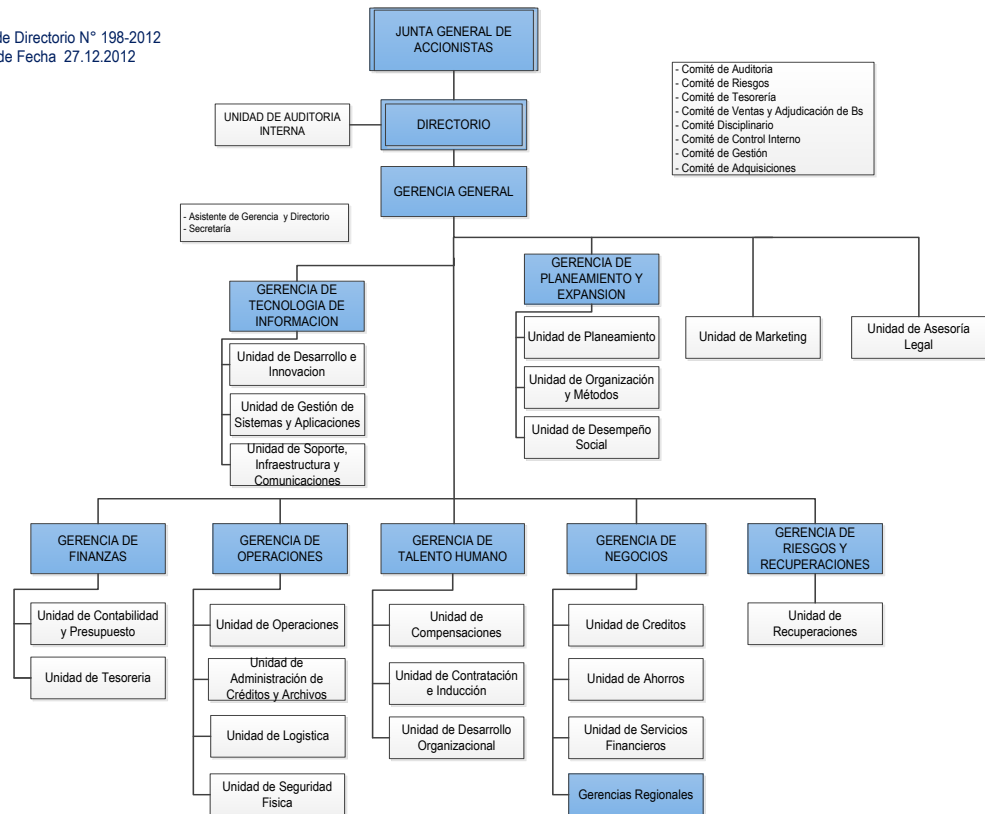 de Directorio N° 198-2012
de Fecha 27.12.2012
JUNTA GENERAL DE
ACCIONISTAS
- Comité de Auditoria
- Comité de Riesgos
- Comité de Tesorería
- Comité de Ventas y Adjudicación de Bs
- Comité Disciplinario
- Comité de Control Interno
- Comité de Gestión
- Comité de Adquisiciones
UNIDAD DE AUDITORIA
INTERNA
DIRECTORIO
GERENCIA GENERAL
- Asistente de Gerencia y Directorio
- Secretaría
GERENCIA DE
TECNOLOGIA DE
INFORMACION
Unidad de Desarrollo e
Innovacion
Unidad de Gestión de
Sistemas y Aplicaciones
Unidad de Soporte,
Infraestructura y
Comunicaciones
GERENCIA DE
PLANEAMIENTO Y
EXPANSION
Unidad de Planeamiento
Unidad de Organización
y Métodos
Unidad de Desempeño
Social
Unidad de Marketing
Unidad de Asesoría
Legal
GERENCIA DE
FINANZAS
Unidad de Contabilidad
y Presupuesto
Unidad de Tesoreria
GERENCIA DE
OPERACIONES
Unidad de Operaciones
Unidad de
Administración de
Créditos y Archivos
Unidad de Logistica
Unidad de Seguridad
Fisica
GERENCIA DE
TALENTO HUMANO
Unidad de
Compensaciones
Unidad de Contratación
e Inducción
Unidad de Desarrollo
Organizacional
GERENCIA DE
NEGOCIOS
Unidad de Creditos
Unidad de Ahorros
Unidad de Servicios
Financieros
Gerencias Regionales
GERENCIA DE
RIESGOS Y
RECUPERACIONES
Unidad de
Recuperaciones